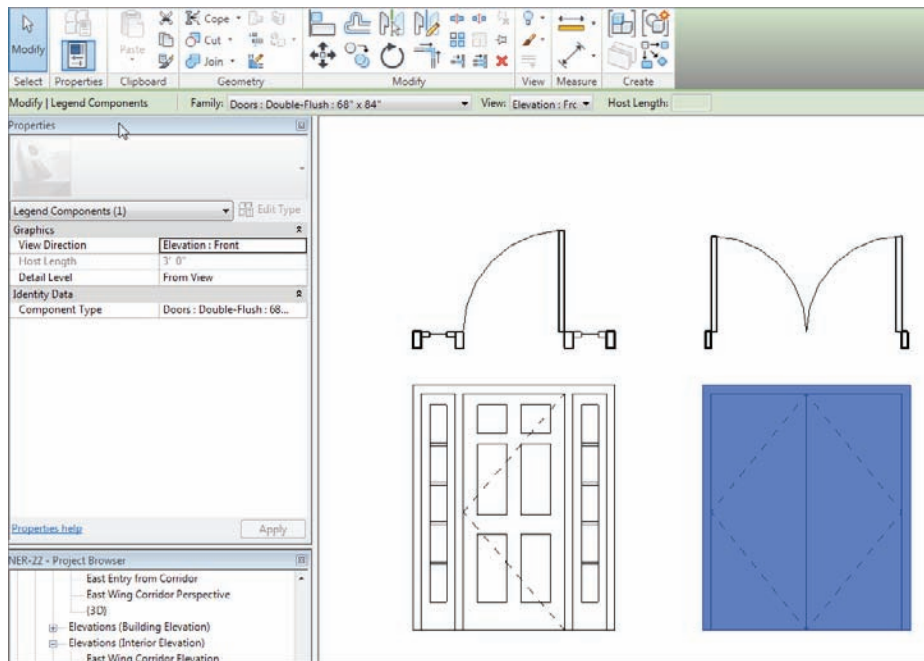 Cope
Modify Paste Cut
Join
Select Properties Clipboard Geometry Modify View Measure Create
Modify | Legend Components Family: Doors : Double-Flush : 68" x 84" View: Elevation : Frc Host Length:
Properties
Legend Components (1) Edit Type
Graphics
View Direction Elevation : Front
Host Length 3' 0"
Detail Level From View
Identity Data
Component Type Doors : Double-Flush : 68...
Properties help Apply
NER-22 - Project Browser
East Entry from Corridor
East Wing Corridor Perspective
{3D}
Elevations (Building Elevation)
Elevations (Interior Elevation)
East Wing Corridor Elevation